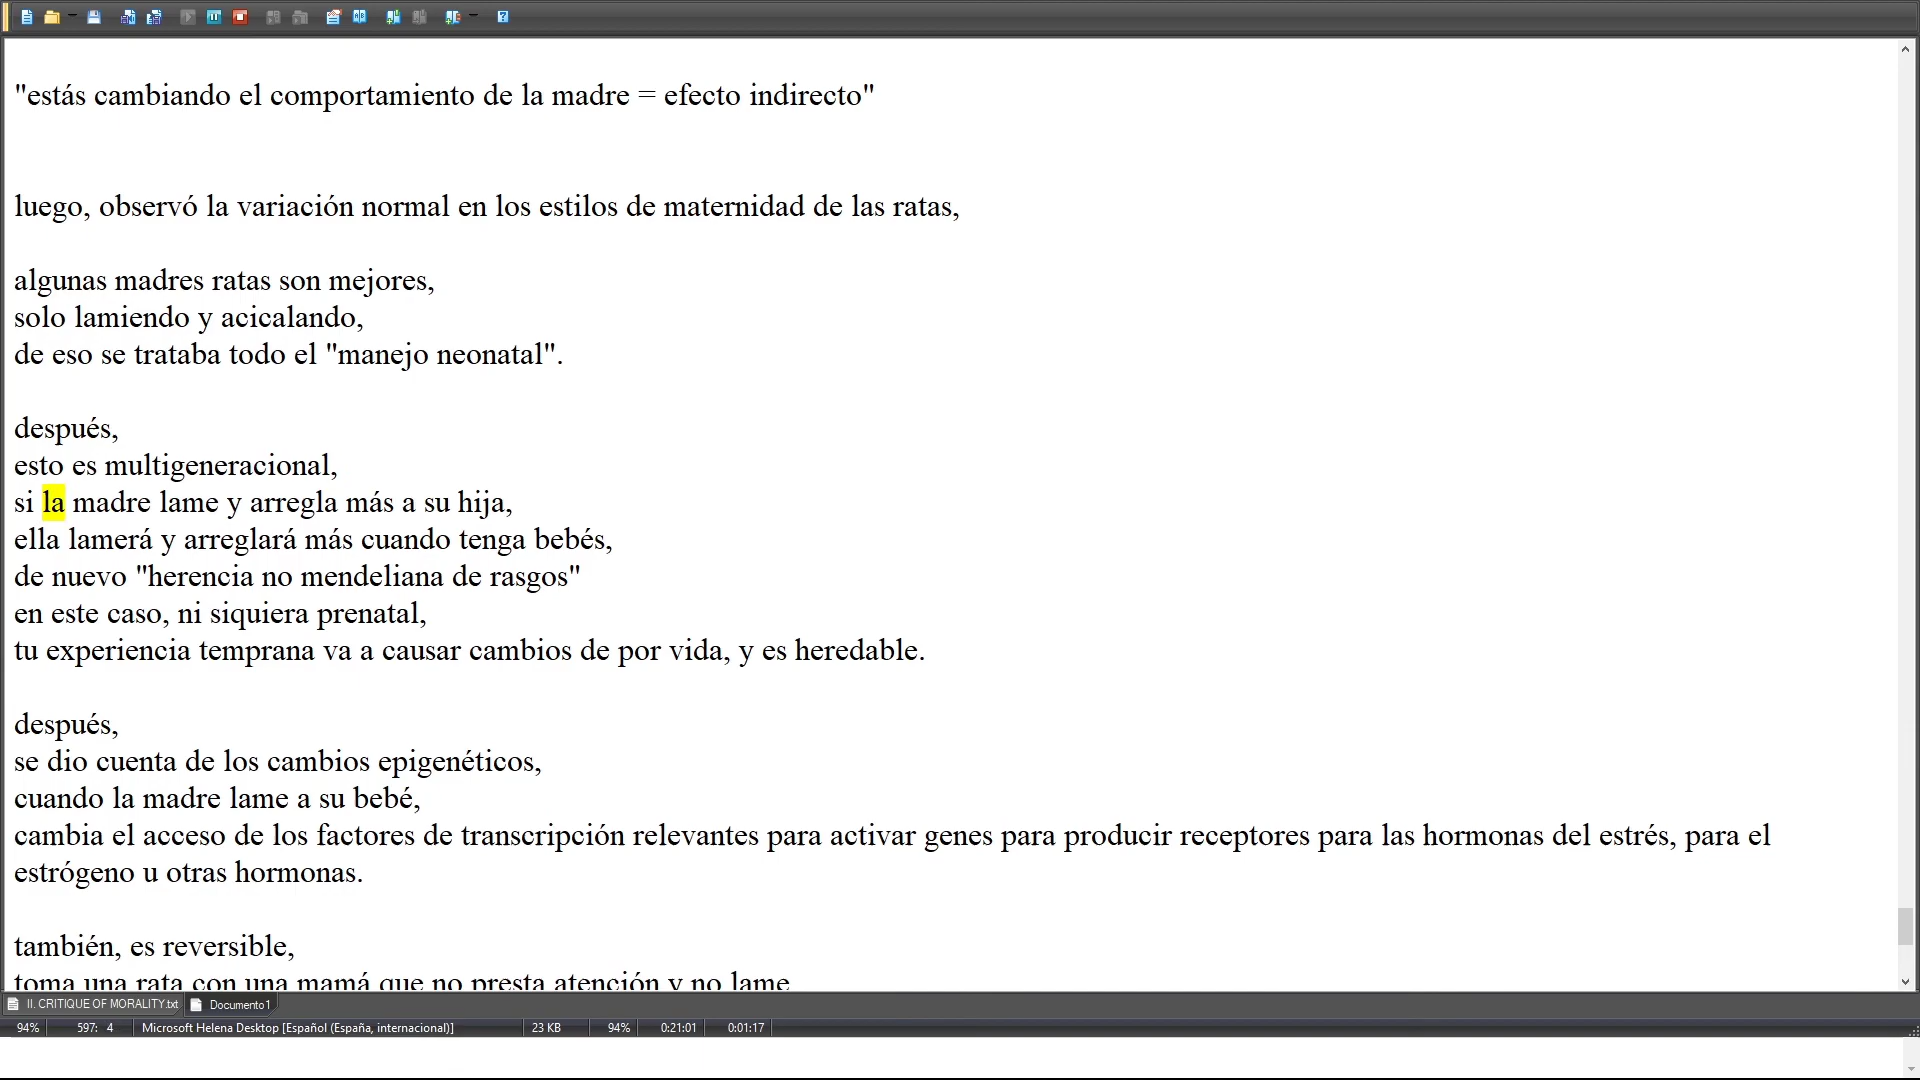 "estás cambiando el comportamiento de la madre = efecto indirecto"
luego, observó la variación normal en los estilos de maternidad de las ratas,
algunas madres ratas son mejores,
solo lamiendo y acicalando,
de eso se trataba todo el "manejo neonatal".
después,
esto es multigeneracional,
si la madre lame y arregla más a su hija,
ella lamerá y arreglará más cuando tenga bebés,
de nuevo "herencia no mendeliana de rasgos"
en este caso, ni siquiera prenatal,
tu experiencia temprana va a causar cambios de por vida, y es heredable.
después,
se dio cuenta de los cambios epigenéticos,
cuando la madre lame a su bebé,
cambia el acceso de los factores de transcripción relevantes para activar genes para producir receptores para las hormonas del estrés, para el
estrógeno u otras hormonas.
también, es reversible,
toma una rata con una mamá que no presta atención y no lame
II. CRITIQUE OF MORALITY.txt Documento1
94% 597: 4 Microsoft Helena Desktop [Español (España, internacional)] 23 KB 94% 0:21:01 0:01:17